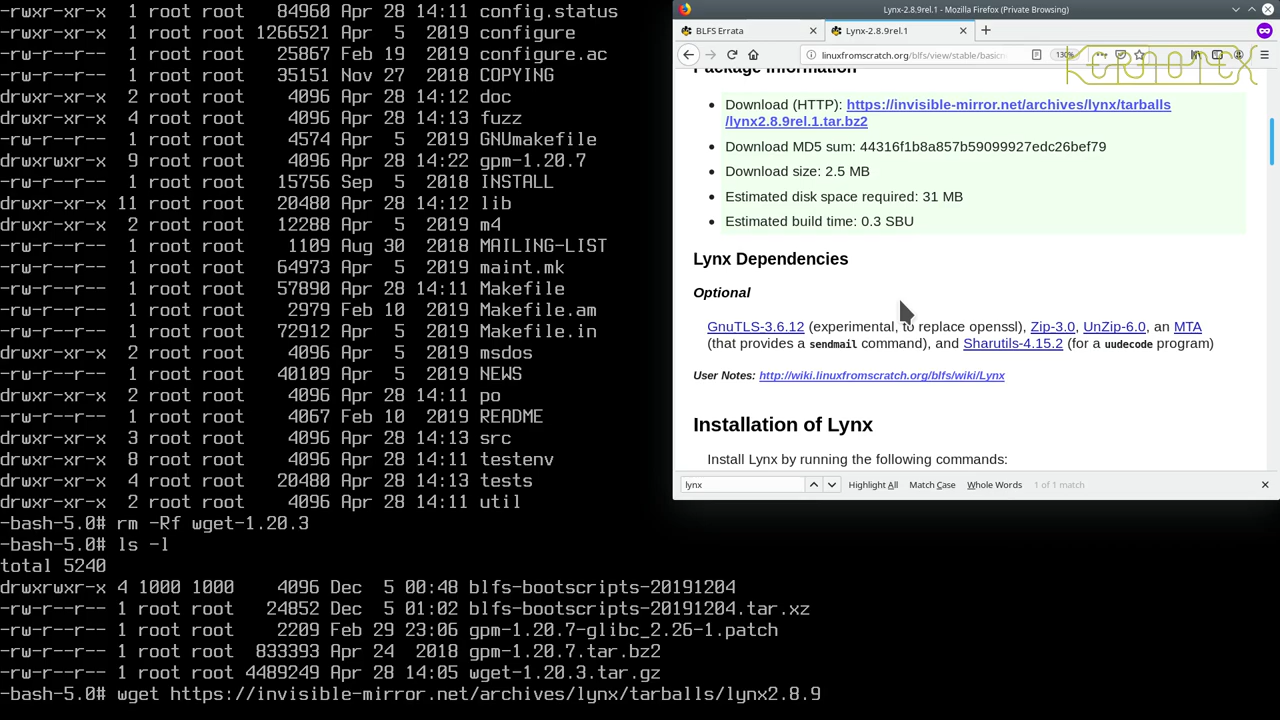 -rwxr-xr-x 1 root root 84960 Apr 28 14:11 config.status
-rwxr-xr-x 1 root root 1266521 Apr 5 2019 configure
-rw-r--r-- 1 root root 25867 Feb 19 2019 configure.ac
-rw-r--r-- 1 root root 35151 Nov 27 2018 COPYING
drwxr-xr-x 2 root root 4096 Apr 28 14:12 doc
drwxr-xr-x 4 root root 4096 Apr 28 14:13 fuzz
-rw-r--r-- 1 root root 4574 Apr 5 2019 GNUmakefile
drwxrwxr-x 9 root root 4096 Apr 28 14:22 gpm-1.20.7
-rw-r--r-- 1 root root 15756 Sep 5 2018 INSTALL
drwxr-xr-x 11 root root 20480 Apr 28 14:12 lib
drwxr-xr-x 2 root root 12288 Apr 5 2019 m4
-rw-r--r-- 1 root root 1109 Aug 30 2018 MAILING-LIST
-rw-r--r-- 1 root root 64973 Apr 5 2019 maint.mk
-rw-r--r-- 1 root root 57890 Apr 28 14:11 Makefile
-rw-r--r-- 1 root root 2979 Feb 10 2019 Makefile.am
-rw-r--r-- 1 root root 72912 Apr 5 2019 Makefile.in
drwxr-xr-x 2 root root 4096 Apr 5 2019 msdos
-rw-r--r-- 1 root root 40109 Apr 5 2019 NEWS
drwxr-xr-x 2 root root 4096 Apr 28 14:11 po
-rw-r--r-- 1 root root 4067 Feb 10 2019 README
drwxr-xr-x 3 root root 4096 Apr 28 14:13 src
drwxr-xr-x 8 root root 4096 Apr 28 14:11 testenv
drwxr-xr-x 4 root root 20480 Apr 28 14:13 tests
drwxr-xr-x 2 root root 4096 Apr 28 14:11 util
-bash-5.0# rm -Rf wget-1.20.3
-bash-5.0# ls -l
total 5240
drwxrwxr-x 4 1000 1000 4096 Dec 5 00:48 blfs-bootscripts-20191204
-rw-r--r-- 1 root root 24852 Dec 5 01:02 blfs-bootscripts-20191204.tar.xz
-rw-r--r-- 1 root root 2209 Feb 29 23:06 gpm-1.20.7-glibc_2.26-1.patch
-rw-r--r-- 1 root root 833393 Apr 24 2018 gpm-1.20.7.tar.bz2
-rw-r--r-- 1 root root 4489249 Apr 28 14:05 wget-1.20.3.tar.gz
-bash-5.0# wget https://invisible-mirror.net/archives/lynx/tarballs/lynx2.8.9
Lynx-2.8.9rel.1 - Mozilla Firefox (Private Browsing)
BLFS Errata
Lynx-2.8.9rel.1
linuxfromscratch.org/blfs/view/stable/basic
130%
Package Information
• Download (HTTP): https://invisible-mirror.net/archives/lynx/tarballs
/lynx2.8.9rel.1.tar.bz2
• Download MD5 sum: 44316f1b8a857b59099927edc26bef79
• Download size: 2.5 MB
• Estimated disk space required: 31 MB
• Estimated build time: 0.3 SBU
Lynx Dependencies
Optional
GnuTLS-3.6.12 (experimental, to replace openssl), Zip-3.0, UnZip-6.0, an MTA
(that provides a sendmail command), and Sharutils-4.15.2 (for a uudecode program)
User Notes: http://wiki.linuxfromscratch.org/blfs/wiki/Lynx
Installation of Lynx
Install Lynx by running the following commands:
lynx
Highlight All Match Case Whole Words 1 of 1 match